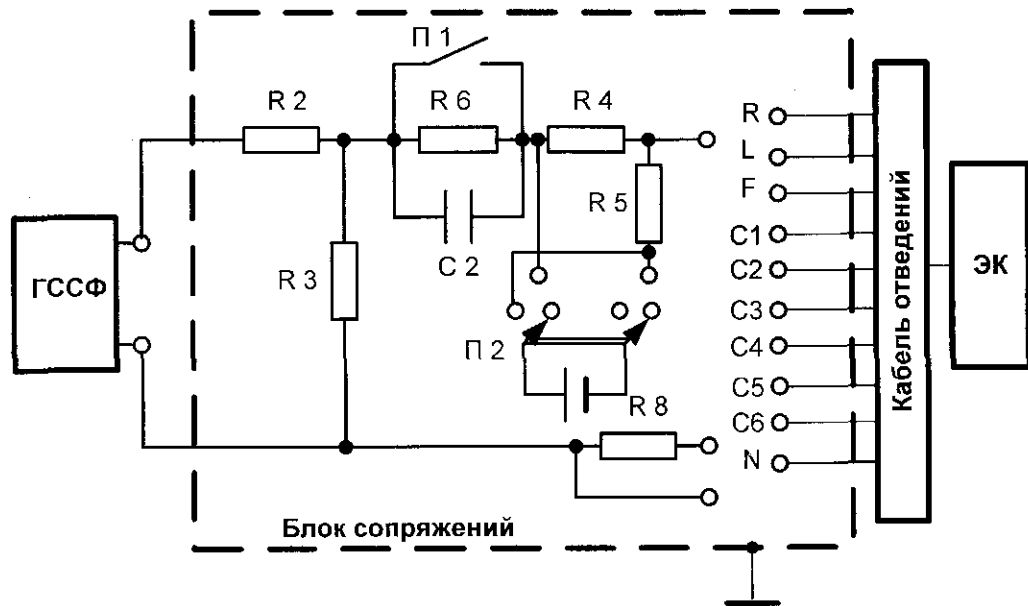 П 1
R 2
R 6
R 4
R 5
C 2
R 3
ГССФ
П 2
R 8
R
L
F
C1
C2
C3
C4
C5
C6
N
Кабель отведений
ЭК
Блок сопряжений